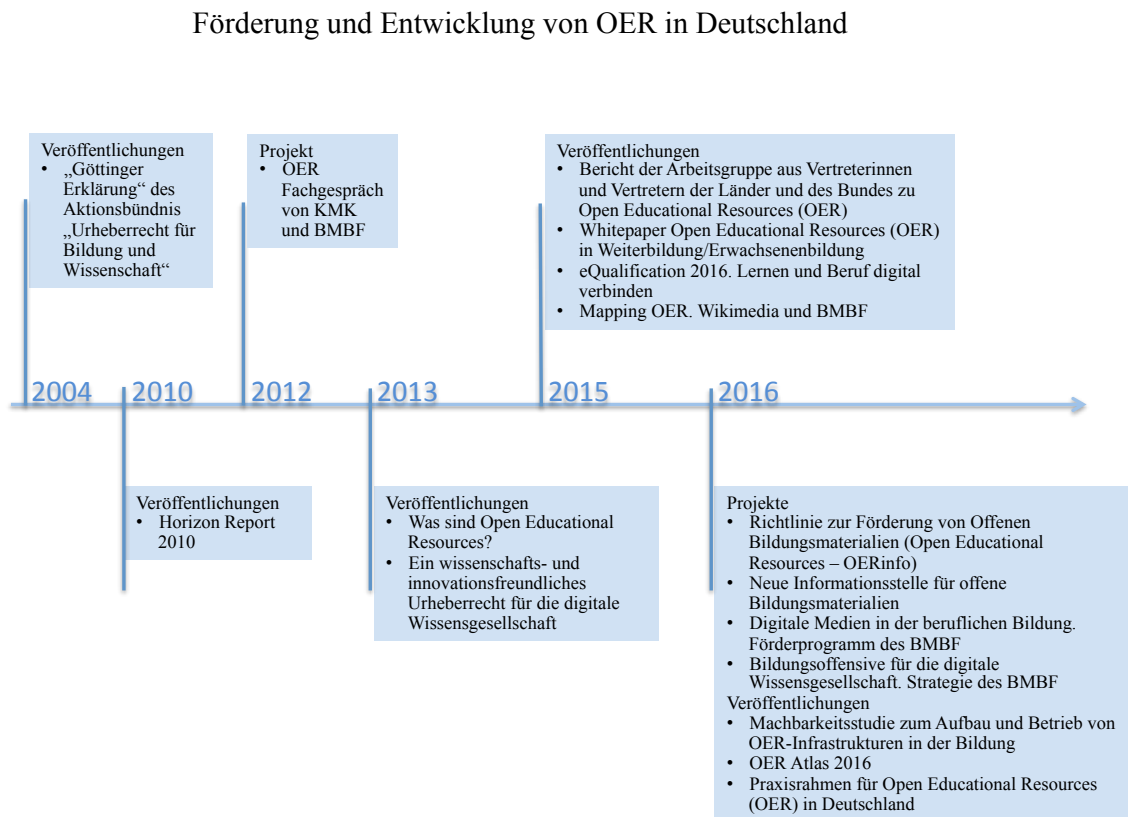 Förderung und Entwicklung von OER in Deutschland
Veröffentlichungen
• „Göttinger
Erklärung“ des
Aktionsbündnis
„Urheberrecht für
Bildung und
Wissenschaft“
Projekt
• OER
Fachgespräch
von KMK
und BMBF
Veröffentlichungen
• Bericht der Arbeitsgruppe aus Vertreterinnen
und Vertretern der Länder und des Bundes zu
Open Educational Resources (OER)
• Whitepaper Open Educational Resources (OER)
in Weiterbildung/Erwachsenenbildung
• eQualification 2016. Lernen und Beruf digital
verbinden
• Mapping OER. Wikimedia und BMBF
2004 2010 2012 2013 2015 2016
Veröffentlichungen
• Horizon Report
2010
Veröffentlichungen
• Was sind Open Educational
Resources?
• Ein wissenschafts- und
innovationsfreundliches
Urheberrecht für die digitale
Wissensgesellschaft
Projekte
• Richtlinie zur Förderung von Offenen
Bildungsmaterialien (Open Educational
Resources – OERinfo)
• Neue Informationsstelle für offene
Bildungsmaterialien
• Digitale Medien in der beruflichen Bildung.
Förderprogramm des BMBF
• Bildungsoffensive für die digitale
Wissensgesellschaft. Strategie des BMBF
Veröffentlichungen
• Machbarkeitsstudie zum Aufbau und Betrieb von
OER-Infrastrukturen in der Bildung
• OER Atlas 2016
• Praxisrahmen für Open Educational Resources
(OER) in Deutschland